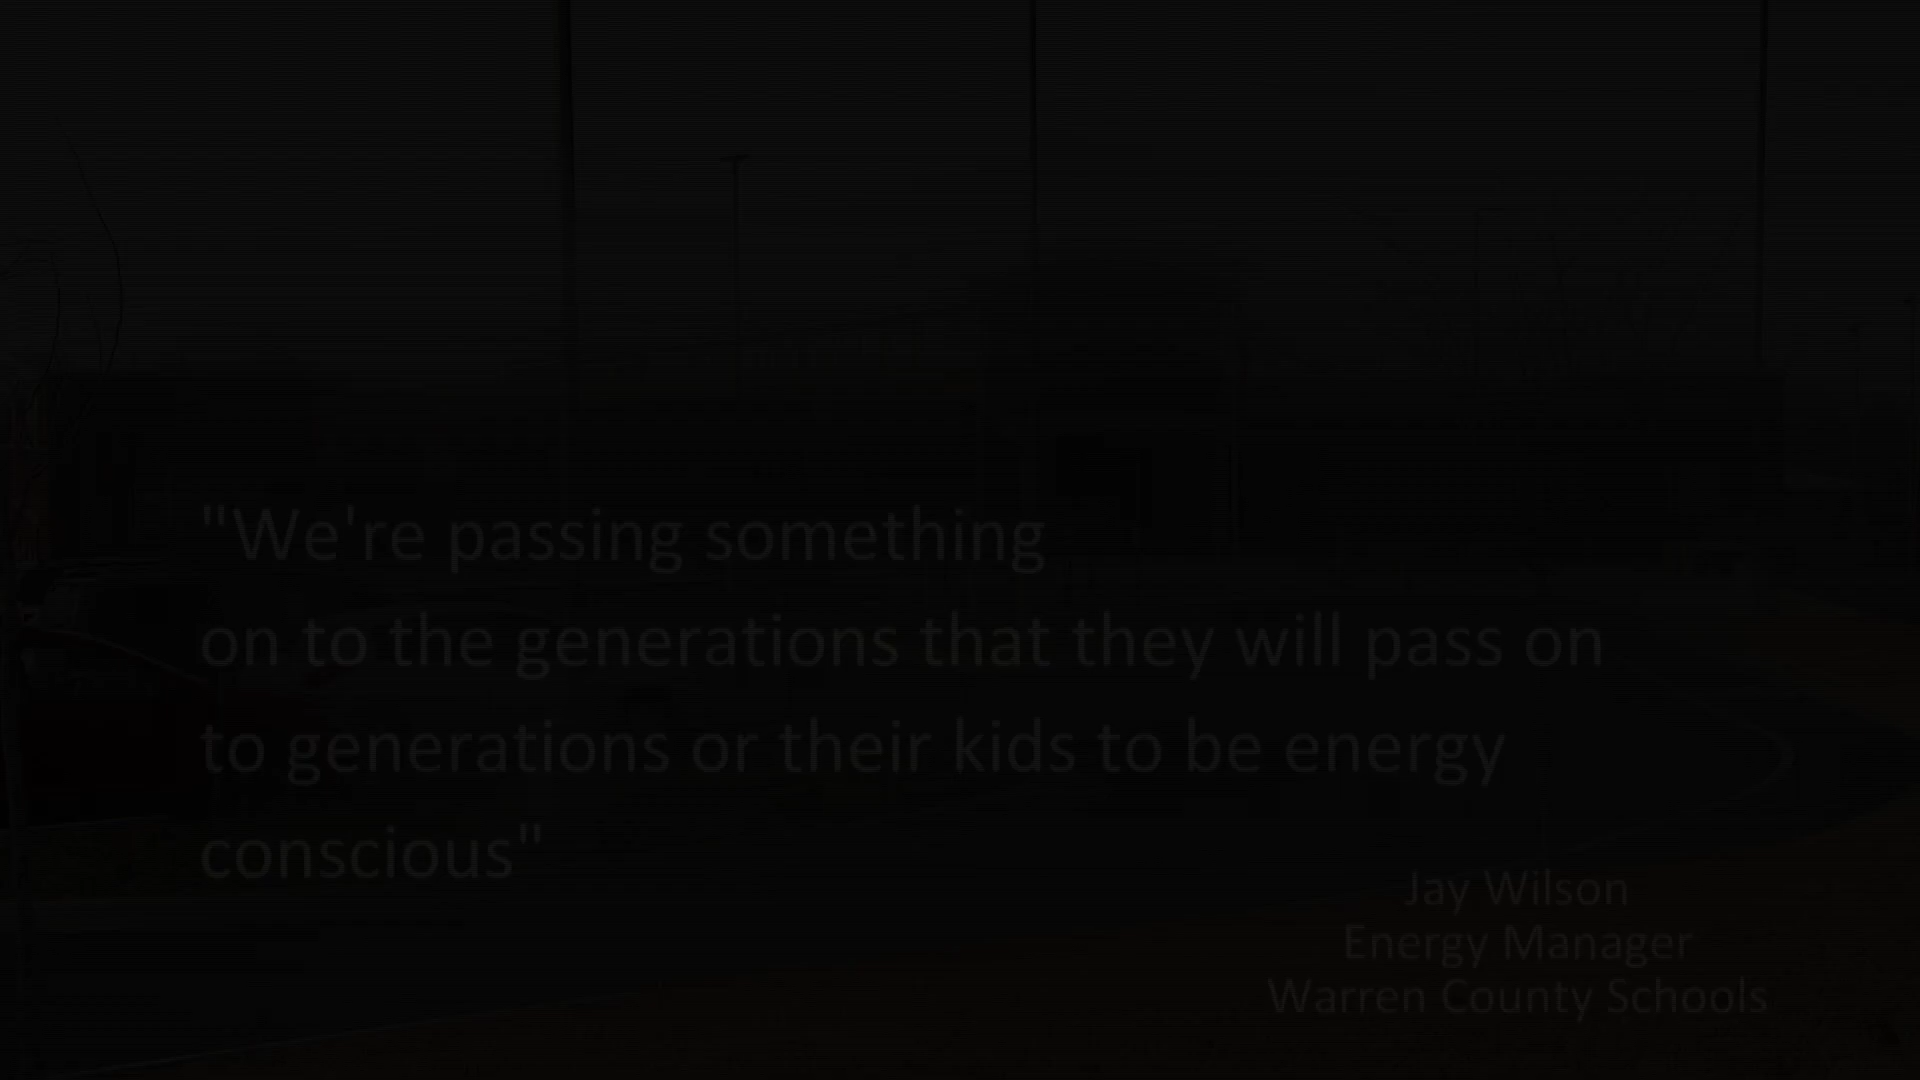 "We're passing something
on to the generations that they will pass on
to generations or their kids to be energy
conscious"
Jay Wilson
Energy Manager
Warren County Schools